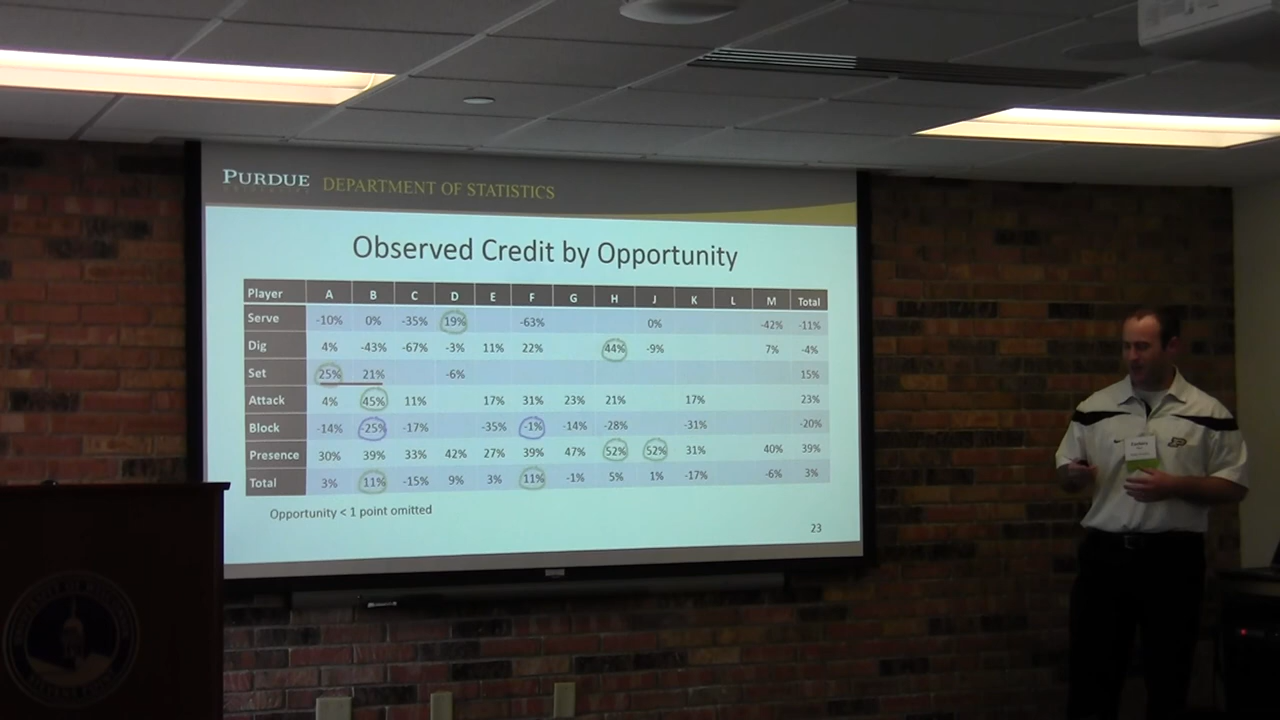 PURDUE DEPARTMENT OF STATISTICS
Observed Credit by Opportunity
Player A B C D E F G H J K L M Total
Serve -10% 0% -35% 19% -63% 0% -42% -11%
Dig 4% -43% -67% -3% 11% 22% 44% -9% 7% -4%
Set 25% 21% -6% 15%
Attack 4% 45% 11% 17% 31% 23% 21% 17% 23%
Block -14% -25% -17% -35% -1% -14% -28% -31% -20%
Presence 30% 39% 33% 42% 27% 39% 47% 52% 52% 31% 40% 39%
Total 3% 11% -15% 9% 3% 11% -1% 5% 1% -17% -6% 3%
Opportunity < 1 point omitted
23